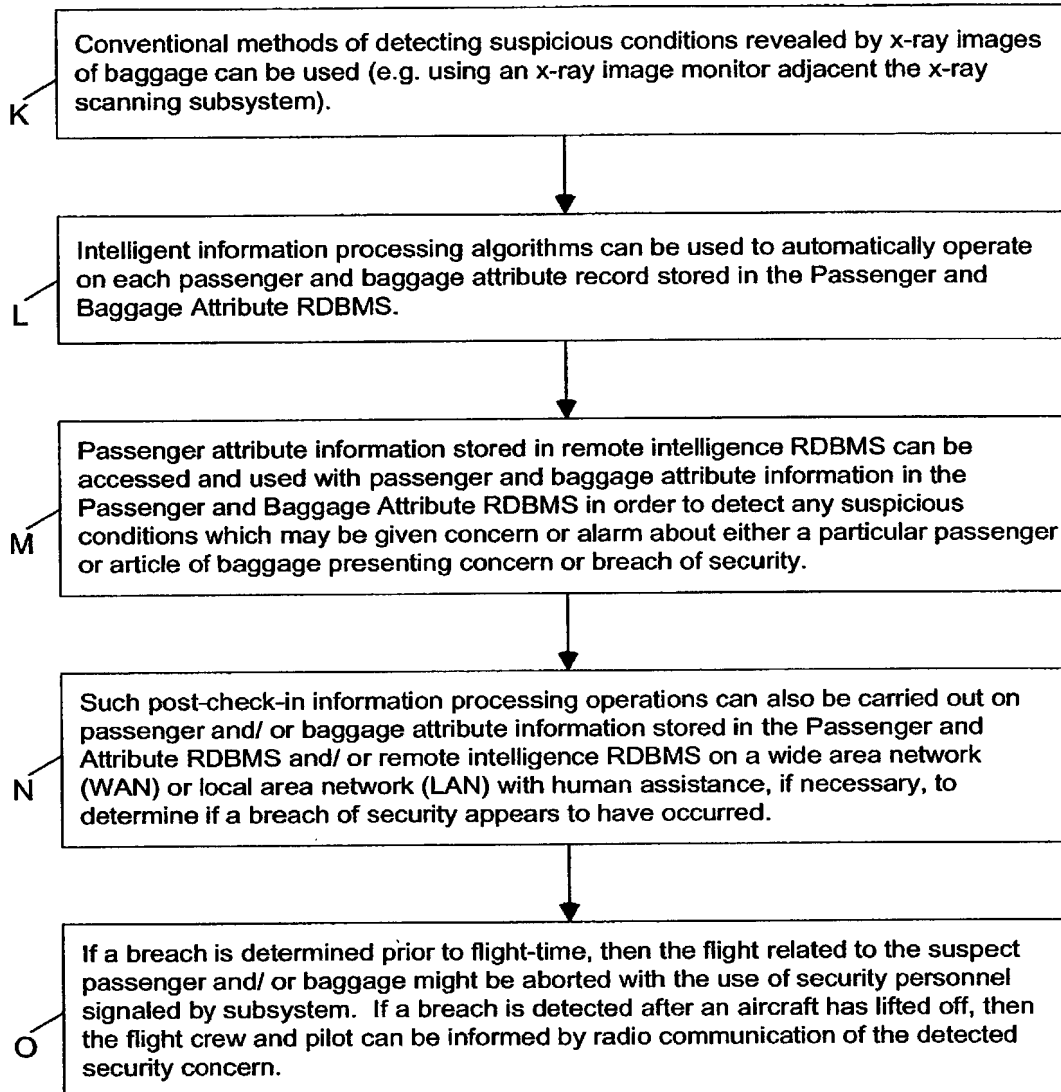 Conventional methods of detecting suspicious conditions revealed by x-ray images
of baggage can be used (e.g. using an x-ray image monitor adjacent the x-ray
scanning subsystem).
K
Intelligent information processing algorithms can be used to automatically operate
on each passenger and baggage attribute record stored in the Passenger and
Baggage Attribute RDBMS.
L
Passenger attribute information stored in remote intelligence RDBMS can be
accessed and used with passenger and baggage attribute information in the
Passenger and Baggage Attribute RDBMS in order to detect any suspicious
conditions which may be given concern or alarm about either a particular passenger
or article of baggage presenting concern or breach of security.
M
Such post-check-in information processing operations can also be carried out on
passenger and/ or baggage attribute information stored in the Passenger and
Attribute RDBMS and/ or remote intelligence RDBMS on a wide area network
(WAN) or local area network (LAN) with human assistance, if necessary, to
determine if a breach of security appears to have occurred.
N
If a breach is determined prior to flight-time, then the flight related to the suspect
passenger and/ or baggage might be aborted with the use of security personnel
signaled by subsystem. If a breach is detected after an aircraft has lifted off, then
the flight crew and pilot can be informed by radio communication of the detected
security concern.
O